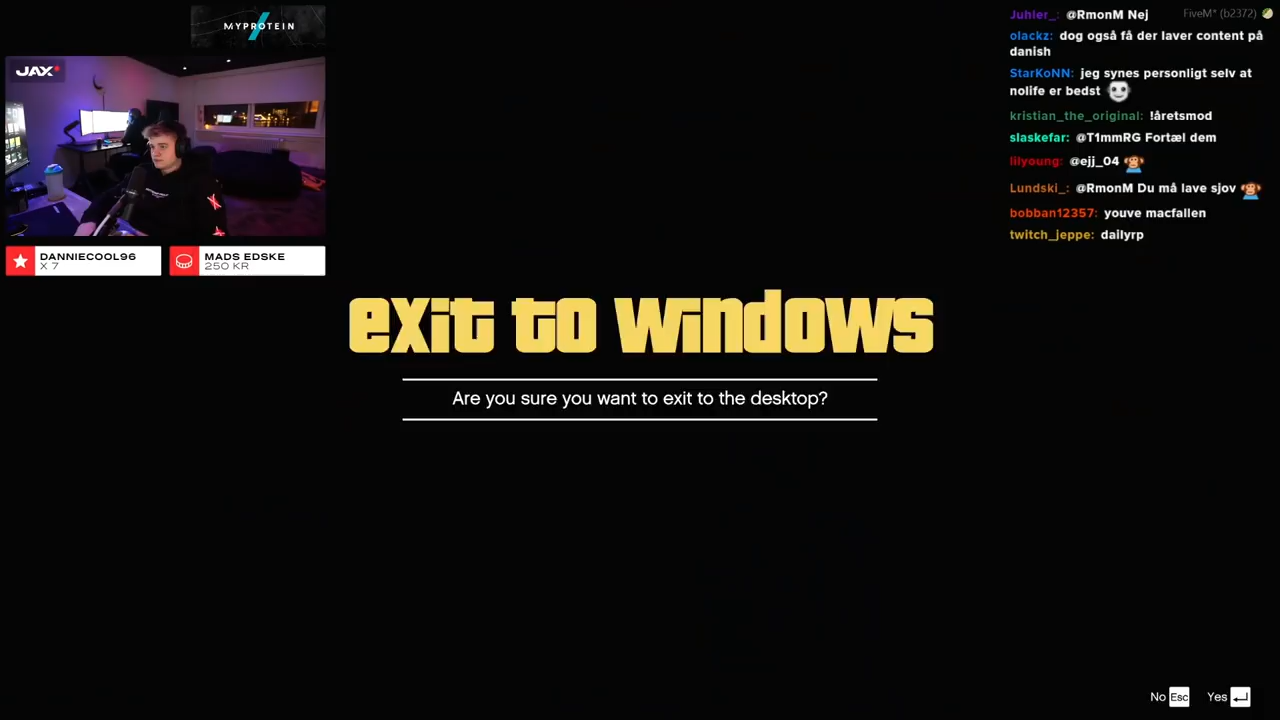 MYPROTEIN
JAX
DANNIECOOL96
X 7
MADS EDSKE
250 KR
FiveM* (b2372)
Juhler_: @RmonM Nej
olackz: dog også få der laver content på
danish
StarKoNN: jeg synes personligt selv at
nolife er bedst
kristian_the_original: !åretsmod
slaskefar: @T1mmRG Fortæl dem
lilyoung: @ejj_04
Lundski_: @RmonM Du må lave sjov
bobban12357: youve macfallen
twitch_jeppe: dailyrp
exit to windows
Are you sure you want to exit to the desktop?
No Esc Yes